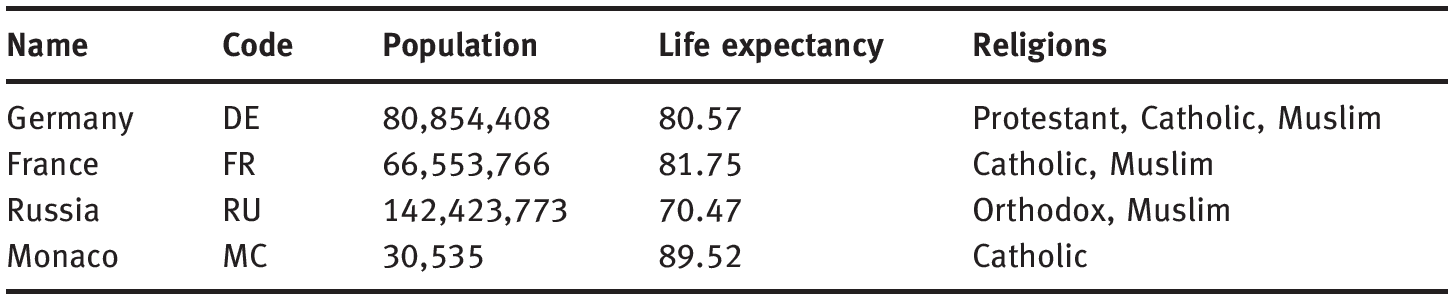 Name Code Population Life expectancy Religions
Germany DE 80,854,408 80.57 Protestant, Catholic, Muslim
France FR 66,553,766 81.75 Catholic, Muslim
Russia RU 142,423,773 70.47 Orthodox, Muslim
Monaco MC 30,535 89.52 Catholic